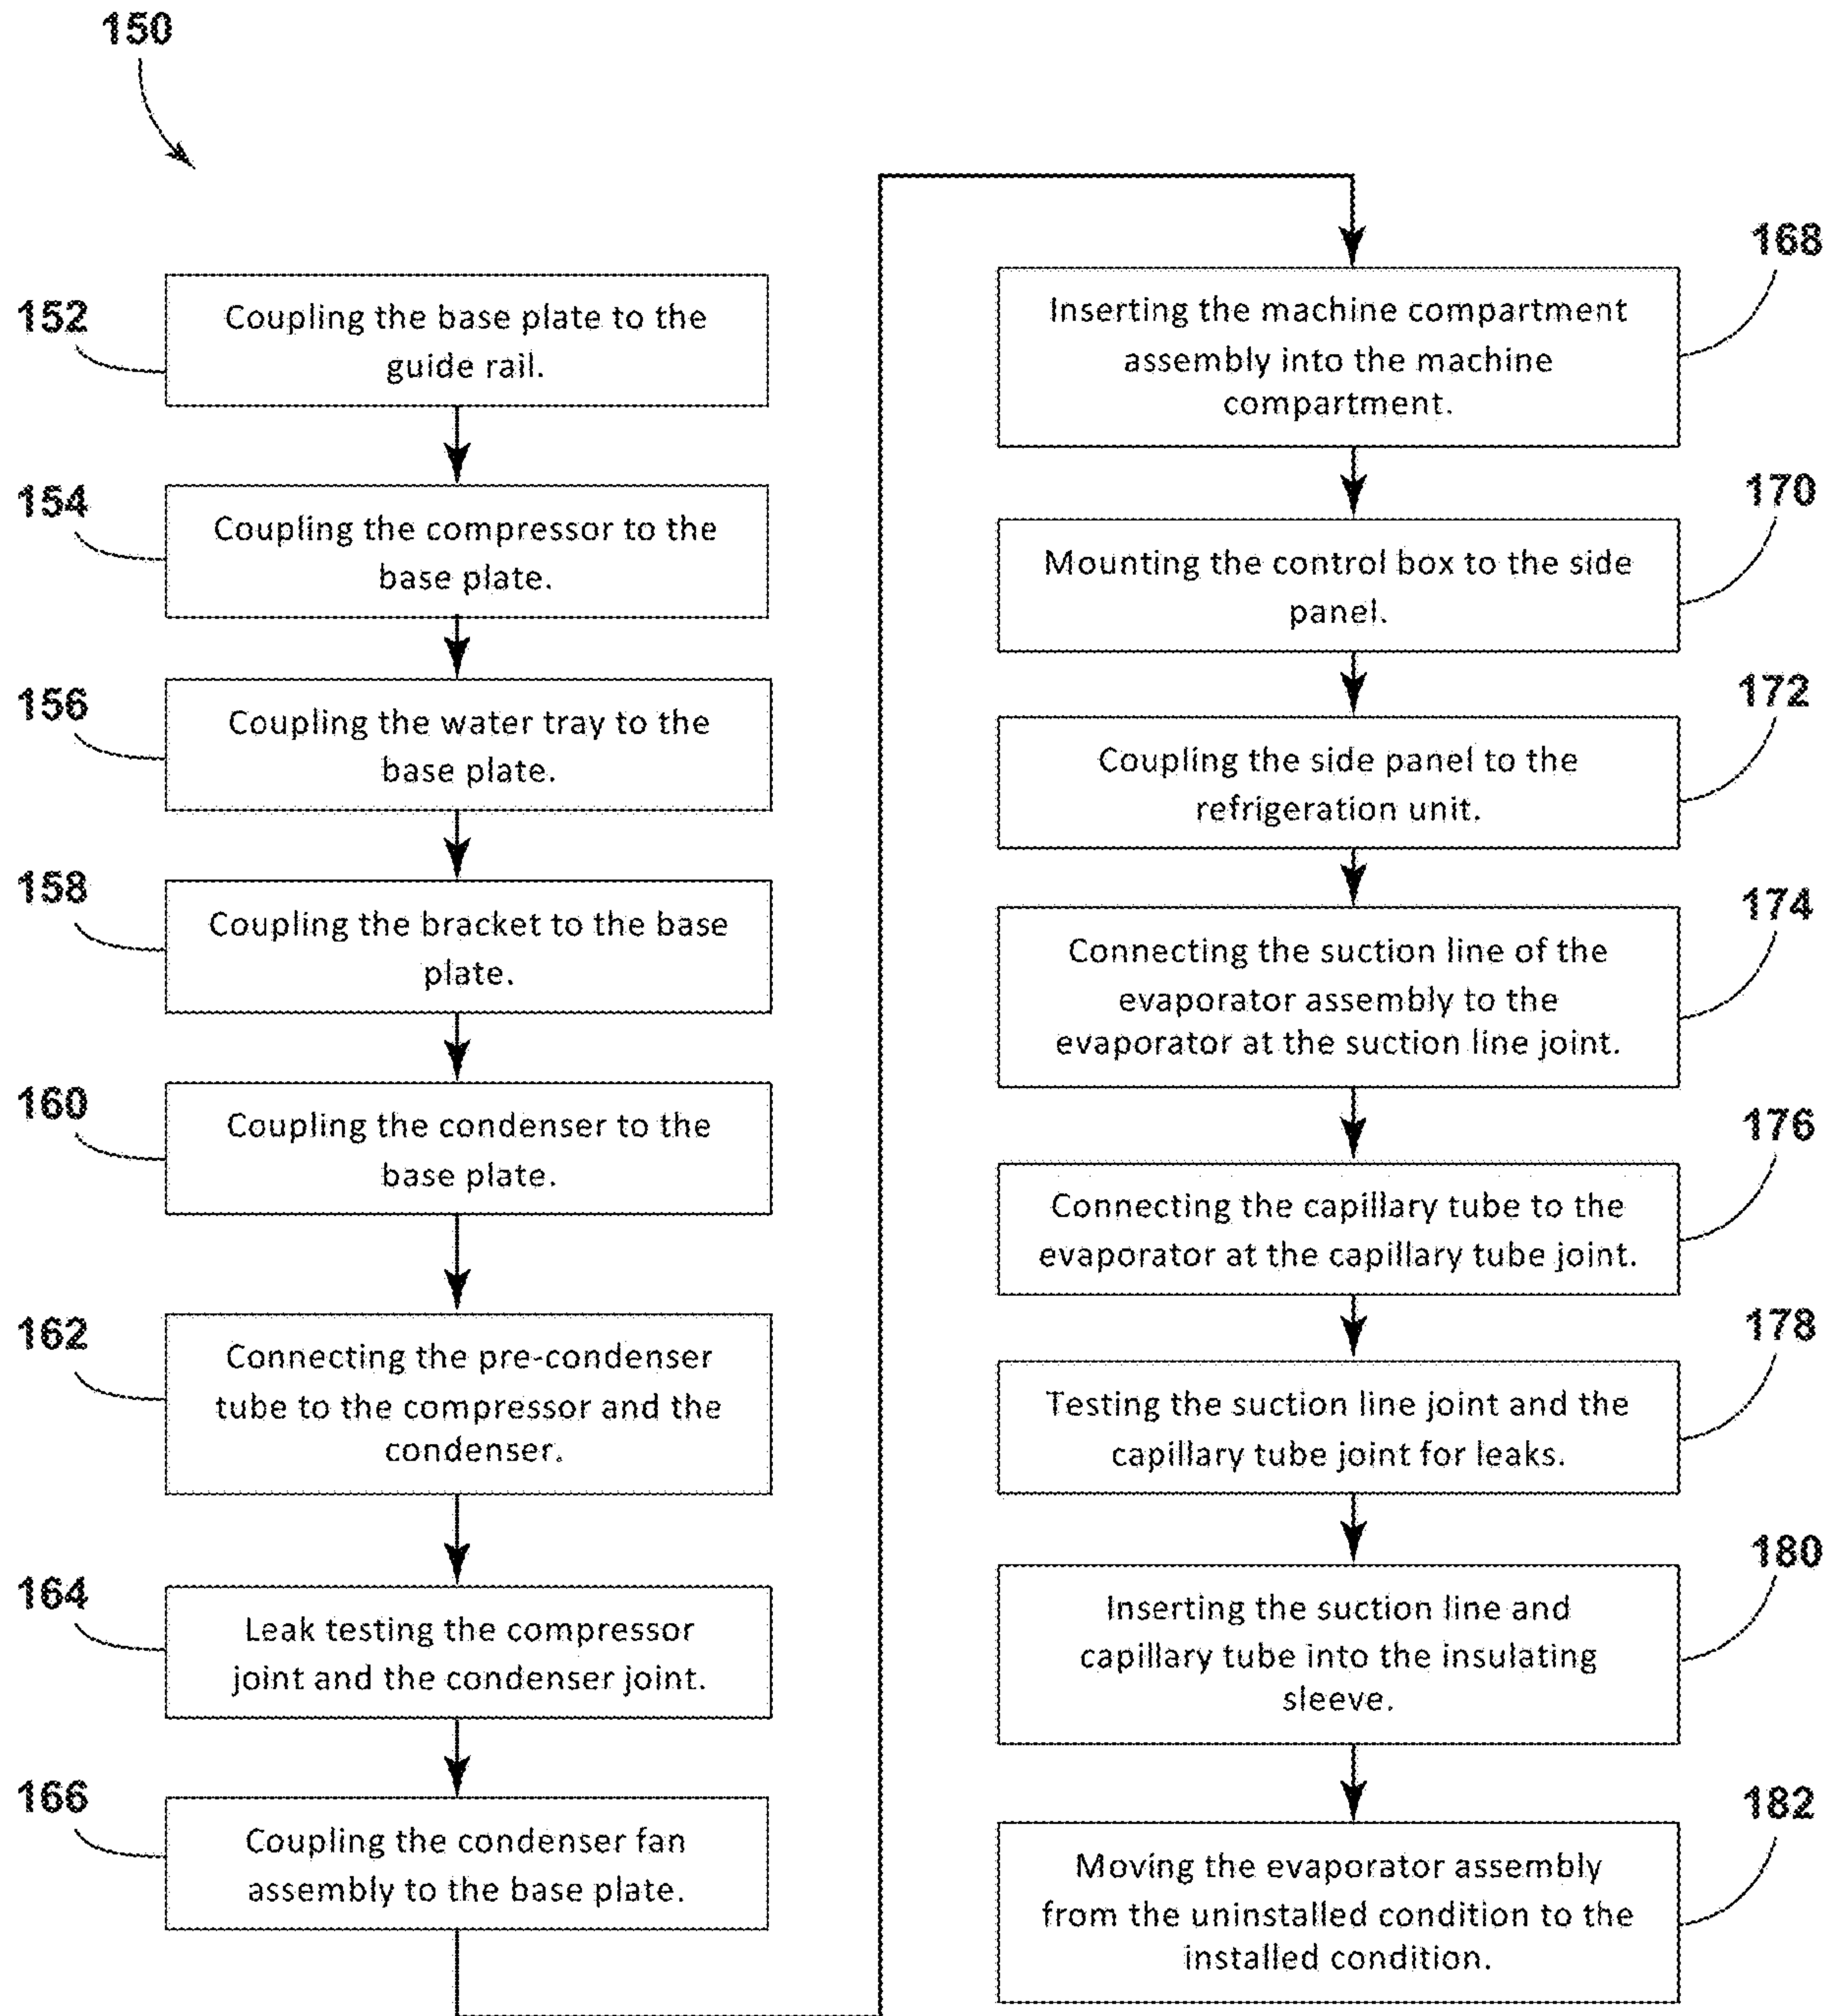 150
152
Coupling the base plate to the
guide rail.
154
Coupling the compressor to the
base plate.
156
Coupling the water tray to the
base plate.
158
Coupling the bracket to the base
plate.
160
Coupling the condenser to the
base plate.
162
Connecting the pre-condenser
tube to the compressor and the
condenser.
164
Leak testing the compressor
joint and the condenser joint.
166
Coupling the condenser fan
assembly to the base plate.
168
Inserting the machine compartment
assembly into the machine
compartment.
170
Mounting the control box to the side
panel.
172
Coupling the side panel to the
refrigeration unit.
174
Connecting the suction line of the
evaporator assembly to the
evaporator at the suction line joint.
176
Connecting the capillary tube to the
evaporator at the capillary tube joint.
178
Testing the suction line joint and the
capillary tube joint for leaks.
180
Inserting the suction line and
capillary tube into the insulating
sleeve.
182
Moving the evaporator assembly
from the uninstalled condition to the
installed condition.